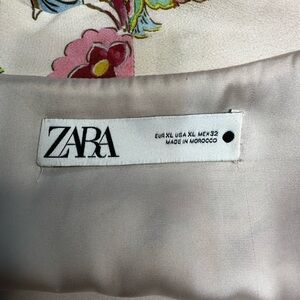 ZARA
EUR XL USA XL MEX 32
MADE IN MOROCCO